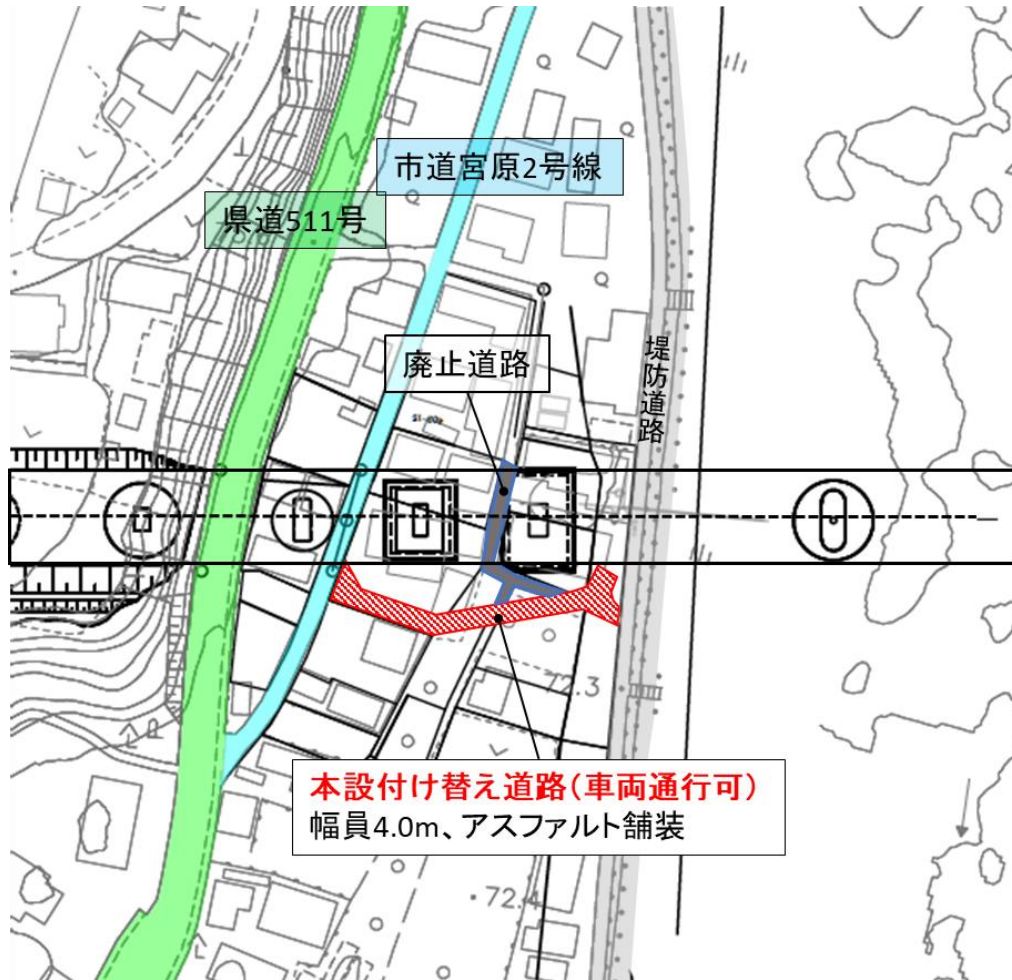 市道宮原2号線
県道511号
廃止道路
堤防道路
72.3
本設付け替え道路(車両通行可)
幅員4.0m、アスファルト舗装